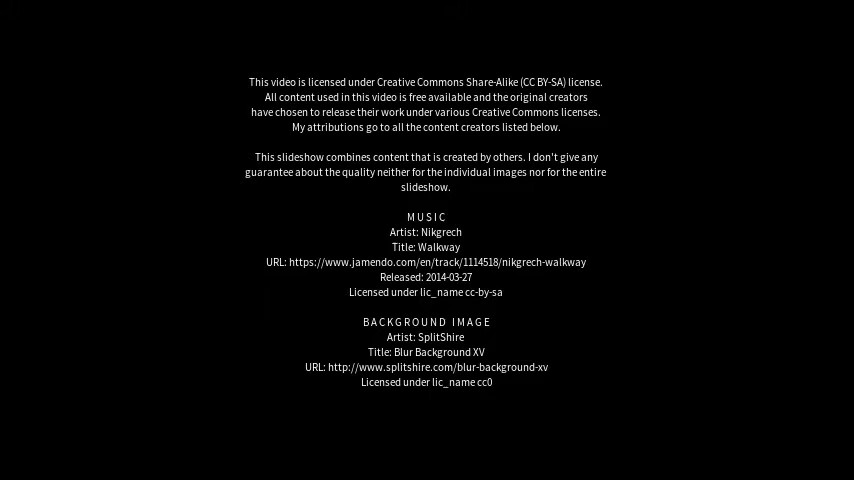 This video is licensed under Creative Commons Share-Alike (CC BY-SA) license.
All content used in this video is free available and the original creators
have chosen to release their work under various Creative Commons licenses.
My attributions go to all the content creators listed below.
This slideshow combines content that is created by others. I don't give any
guarantee about the quality neither for the individual images nor for the entire
slideshow.
MUSIC
Artist: Nikgrech
Title: Walkway
URL: https://www.jamendo.com/en/track/1114518/nikgrech-walkway
Released: 2014-03-27
Licensed under lic_name cc-by-sa
BACKGROUND IMAGE
Artist: SplitShire
Title: Blur Background XV
URL: http://www.splitshire.com/blur-background-xv
Licensed under lic_name cc0